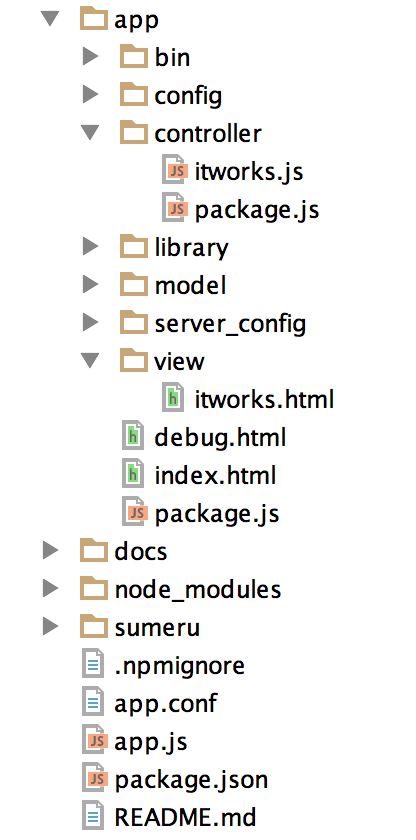 app
bin
config
controller
JS itworks.js
JS package.js
library
model
server_config
view
h itworks.html
h debug.html
h index.html
JS package.js
docs
node_modules
sumeru
.npmignore
app.conf
JS app.js
JS package.json
README.md